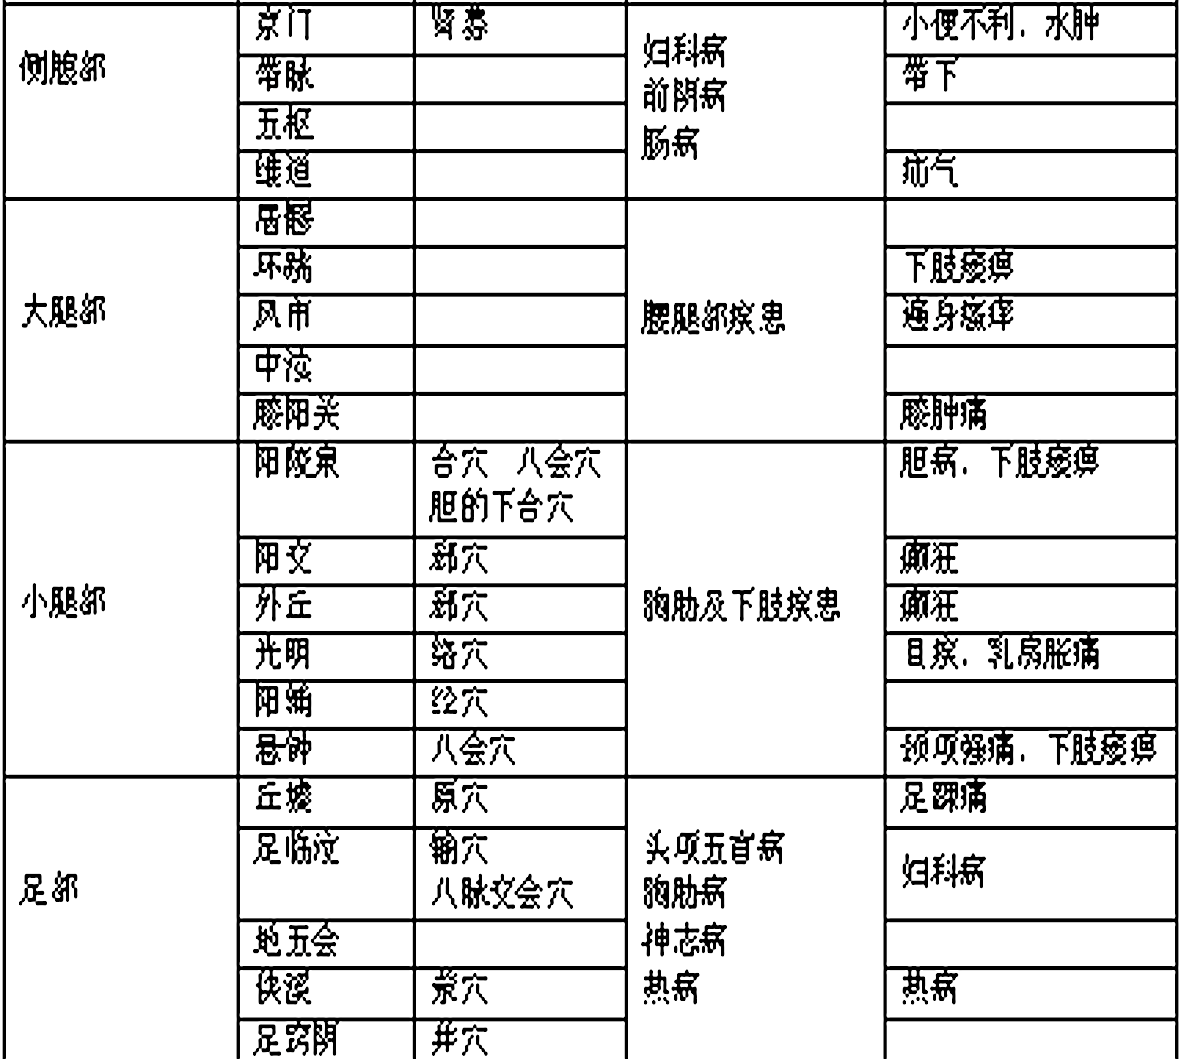 侧腹部 京门 肾募 妇科病 前阴病 肠病 小便不利、水肿
带脉 带下
五枢
维道 疝气
大腿部 居髎 腰腿部疾患
环跳 下肢痿痹
风市 遍身瘙痒
中渎
膝阳关 膝肿痛
小腿部 阳陵泉 合穴 八会穴 胸肋及下肢疾患 胆病、下肢痿痹
胆的下合穴
阳交 郄穴 癫狂
外丘 郄穴 癫狂
光明 络穴 目疾、乳房胀痛
阳辅 经穴
悬钟 八会穴 颈项强痛、下肢痿痹
足部 丘墟 原穴 头项五官病 胸肋病 神志病 热病 足踝痛
足临泣 输穴 妇科病
八脉交会穴
地五会
侠溪 荥穴 热病
足窍阴 井穴